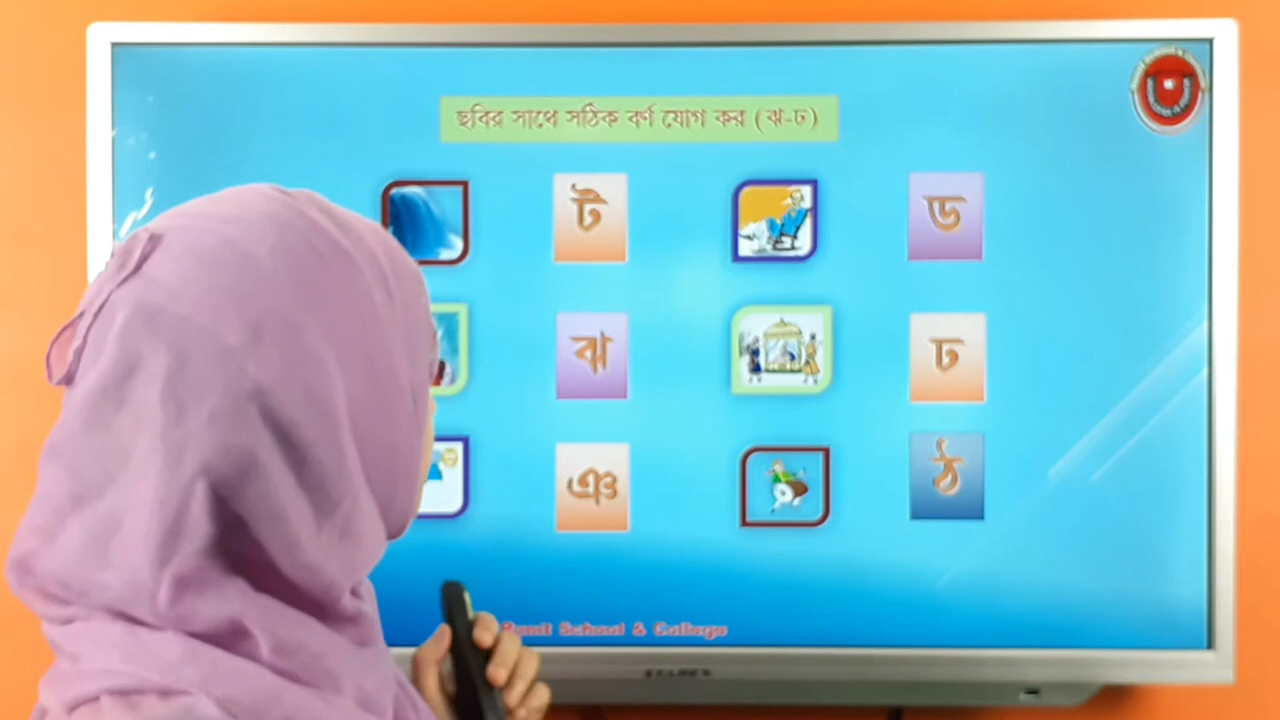 ছবির সাথে সঠিক বর্ণ যোগ কর (ঝ-ঢ)
ট
ড
ঝ
ঢ
ঞ
ঠ
School & College